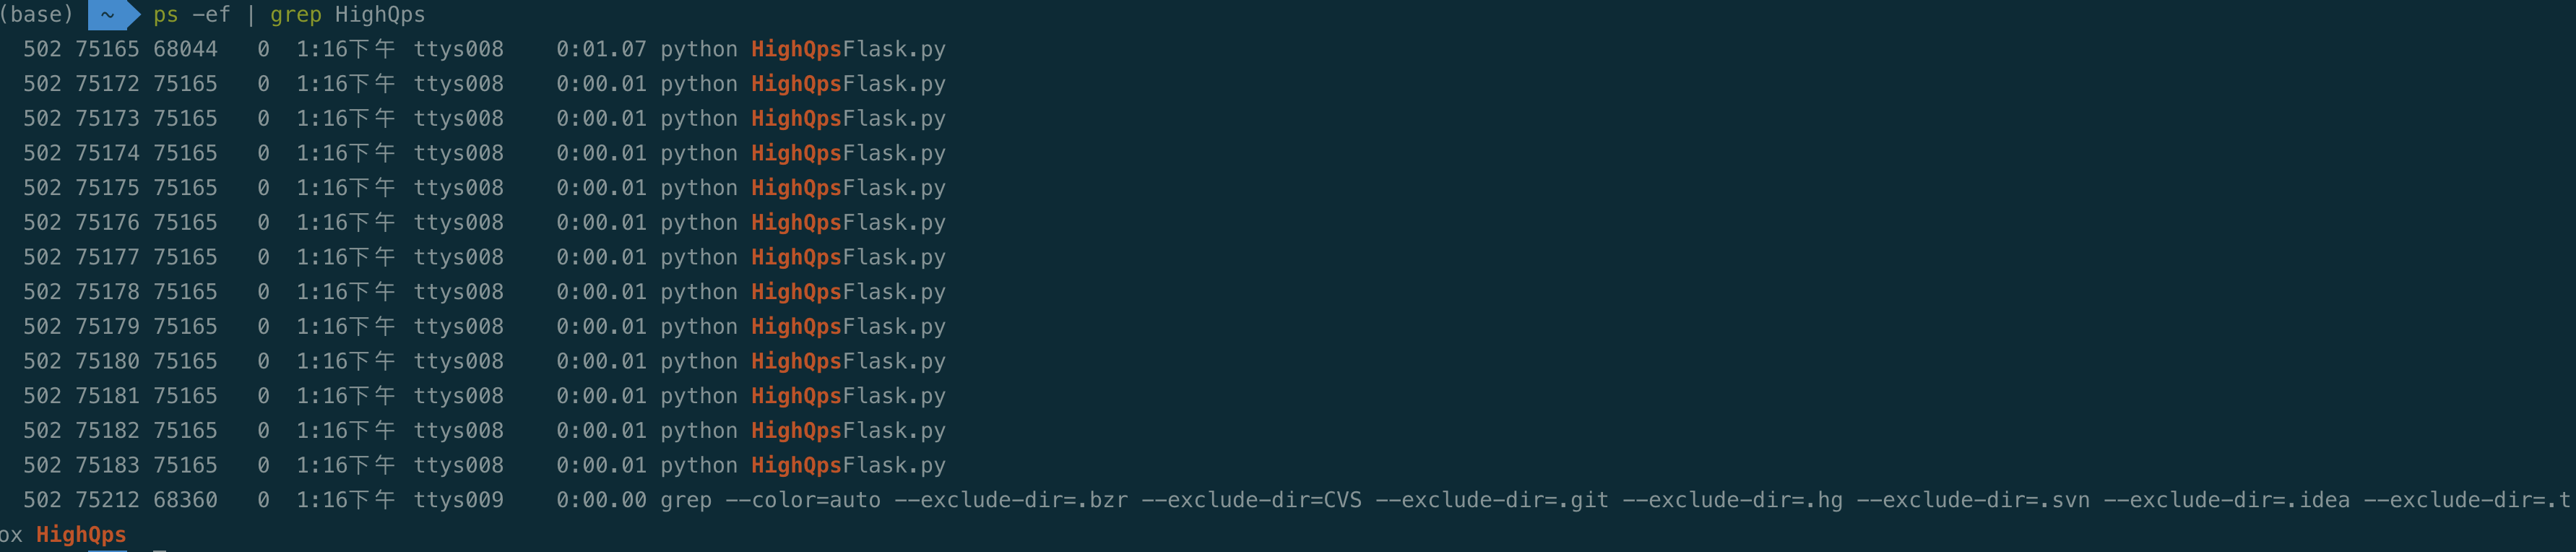 (base) ~ ps -ef | grep HighQps
502 75165 68044 0 1:16下午 ttys008 0:01.07 python HighQpsFlask.py
502 75172 75165 0 1:16下午 ttys008 0:00.01 python HighQpsFlask.py
502 75173 75165 0 1:16下午 ttys008 0:00.01 python HighQpsFlask.py
502 75174 75165 0 1:16下午 ttys008 0:00.01 python HighQpsFlask.py
502 75175 75165 0 1:16下午 ttys008 0:00.01 python HighQpsFlask.py
502 75176 75165 0 1:16下午 ttys008 0:00.01 python HighQpsFlask.py
502 75177 75165 0 1:16下午 ttys008 0:00.01 python HighQpsFlask.py
502 75178 75165 0 1:16下午 ttys008 0:00.01 python HighQpsFlask.py
502 75179 75165 0 1:16下午 ttys008 0:00.01 python HighQpsFlask.py
502 75180 75165 0 1:16下午 ttys008 0:00.01 python HighQpsFlask.py
502 75181 75165 0 1:16下午 ttys008 0:00.01 python HighQpsFlask.py
502 75182 75165 0 1:16下午 ttys008 0:00.01 python HighQpsFlask.py
502 75183 75165 0 1:16下午 ttys008 0:00.01 python HighQpsFlask.py
502 75212 68360 0 1:16下午 ttys009 0:00.00 grep --color=auto --exclude-dir=.bzr --exclude-dir=CVS --exclude-dir=.git --exclude-dir=.hg --exclude-dir=.svn --exclude-dir=.idea --exclude-dir=.t
ox HighQps